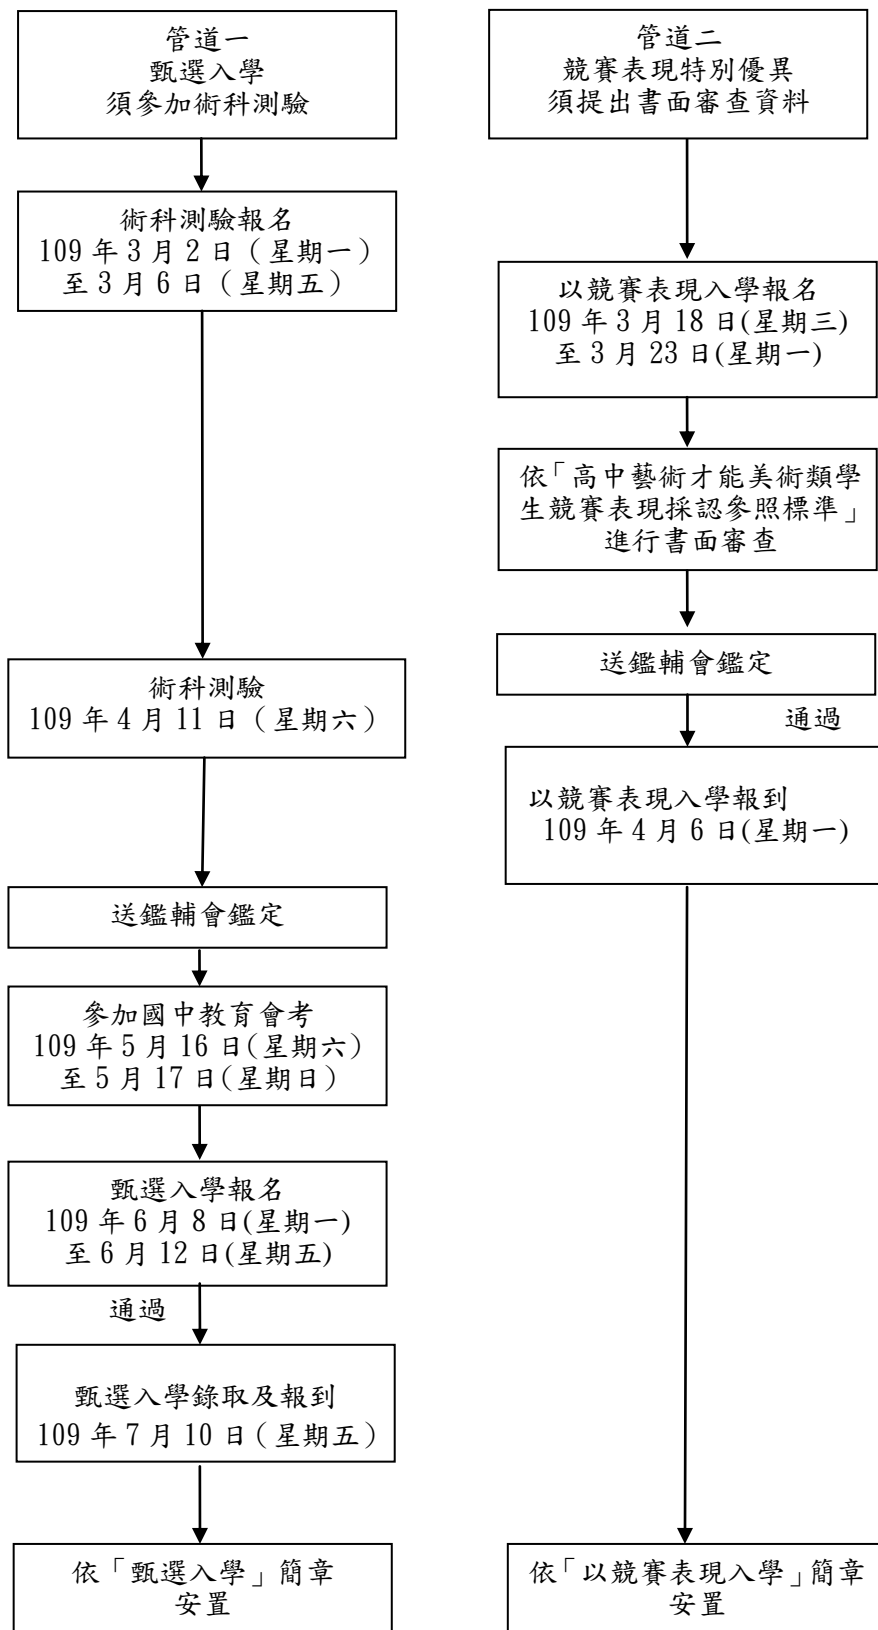 管道一
甄選入學
須參加術科測驗
術科測驗報名
109 年 3 月 2 日（星期一）
至 3 月 6 日（星期五）
術科測驗
109 年 4 月 11 日（星期六）
送鑑輔會鑑定
參加國中教育會考
109 年 5 月 16 日(星期六)
至 5 月 17 日(星期日)
甄選入學報名
109 年 6 月 8 日(星期一)
至 6 月 12 日(星期五)
通過
甄選入學錄取及報到
109 年 7 月 10 日（星期五）
依「甄選入學」簡章
安置
管道二
競賽表現特別優異
須提出書面審查資料
以競賽表現入學報名
109 年 3 月 18 日(星期三)
至 3 月 23 日(星期一)
依「高中藝術才能美術類學
生競賽表現採認參照標準」
進行書面審查
送鑑輔會鑑定
通過
以競賽表現入學報到
109 年 4 月 6 日(星期一)
依「以競賽表現入學」簡章
安置